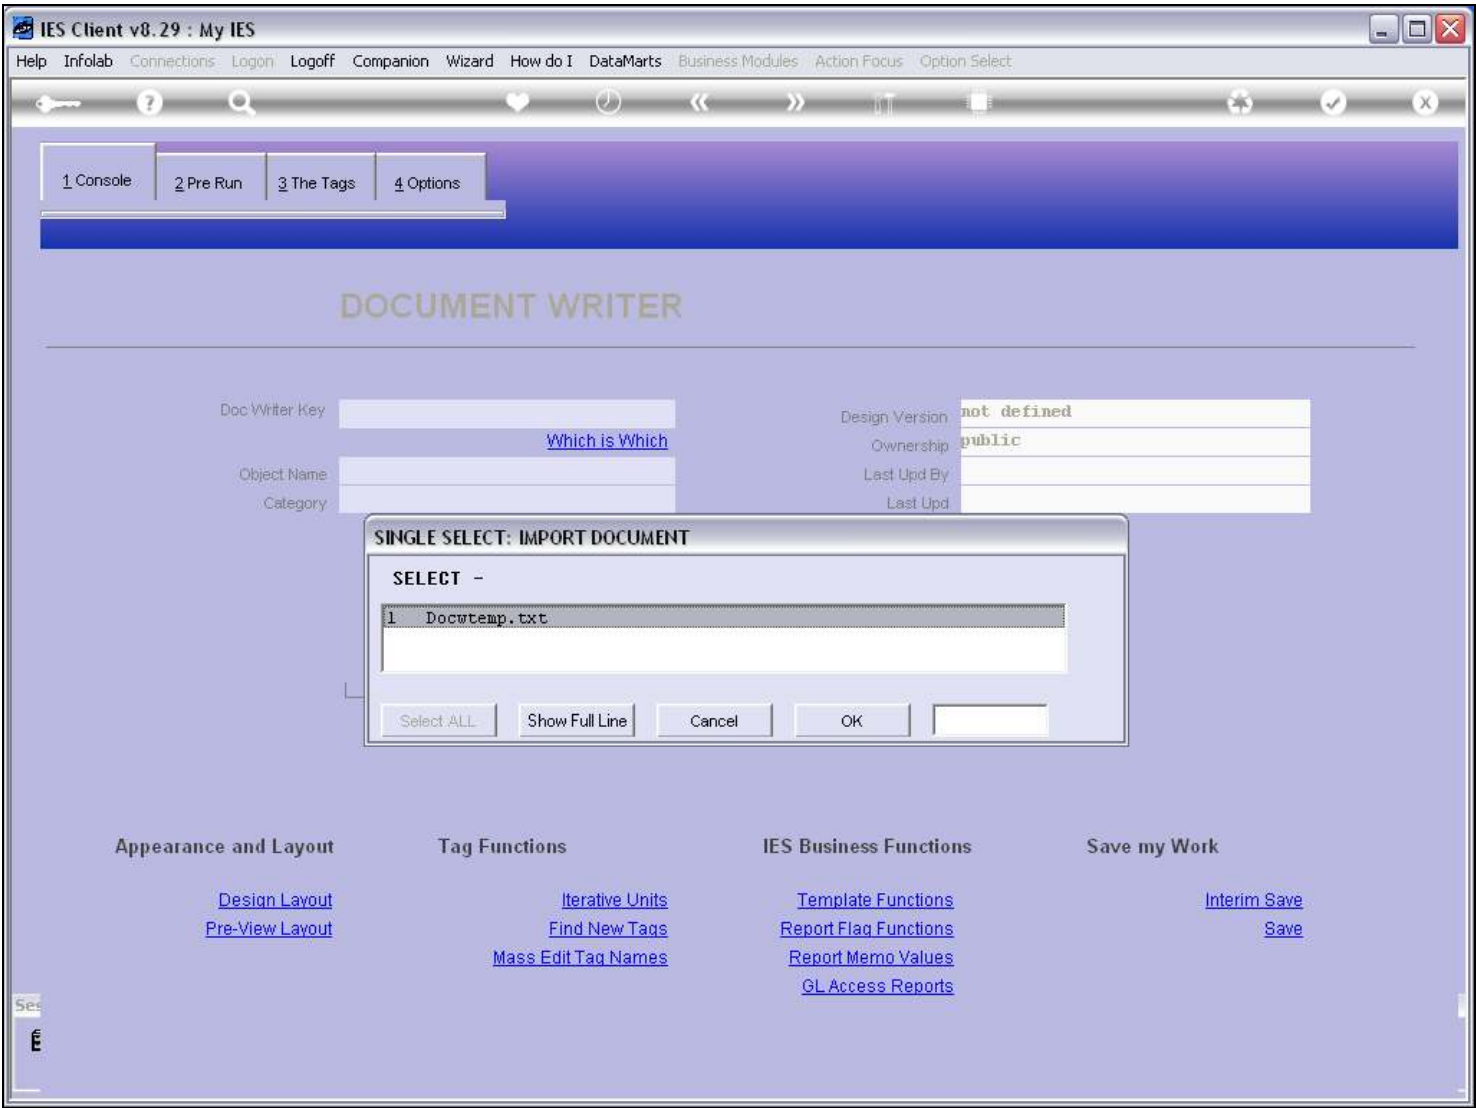 IES Client v8.29 : My IES
Help Infolab Connections Logon Logoff Companion Wizard How do I DataMarts Business Modules Action Focus Option Select
1 Console 2 Pre Run 3 The Tags 4 Options
DOCUMENT WRITER
Doc Writer Key
Design Version not defined
Which is Which
Ownership public
Object Name
Last Upd By
Category
Last Upd
SINGLE SELECT: IMPORT DOCUMENT
SELECT -
1 Docwtemp.txt
Select ALL Show Full Line Cancel OK
Appearance and Layout Tag Functions IES Business Functions Save my Work
Design Layout Iterative Units Template Functions Interim Save
Pre-View Layout Find New Tags Report Flag Functions Save
Mass Edit Tag Names Report Memo Values
GL Access Reports